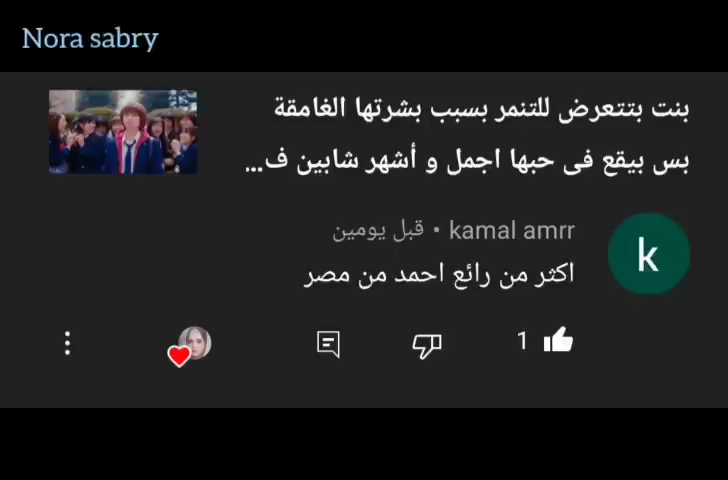 Nora sabry
بنت بتتعرض للتنمر بسبب بشرتها الغامقة
بس بيقع فى حبها اجمل و أشهر شابين ف...
kamal amrr • قبل يومين
k
اكثر من رائع احمد من مصر
1